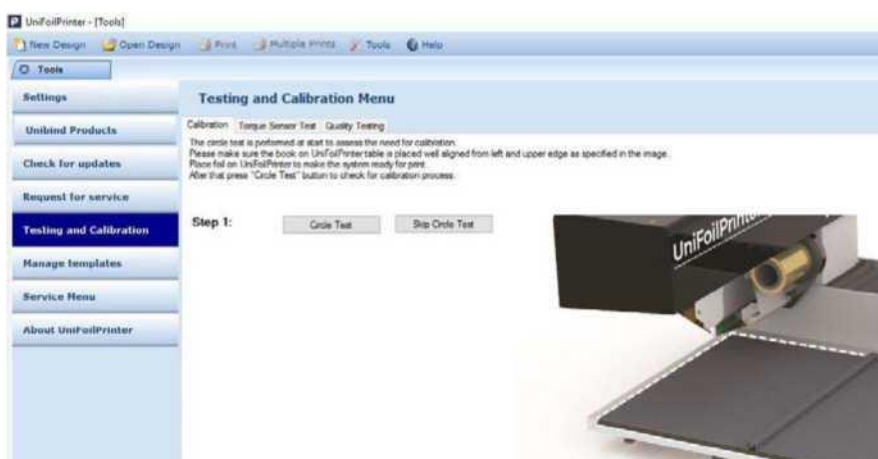 UniFoilPrinter - [Tools]
New Design Open Design Print Multiple Prints Tools Help
Tools
Settings
Unibind Products
Check for updates
Request for service
Testing and Calibration
Manage templates
Service Menu
About UniFoilPrinter
Testing and Calibration Menu
Calibration Torque Sensor Test Quality Testing
The circle test is performed at start to assess the need for calibration.
Please make sure the book on UniFoilPrinter table is placed well aligned from left and upper edge as specified in the image.
Place foil on UniFoilPrinter to make the system ready for print.
After that press "Circle Test" button to check for calibration process.
Step 1: Circle Test Skip Circle Test
UniFoilPrinter